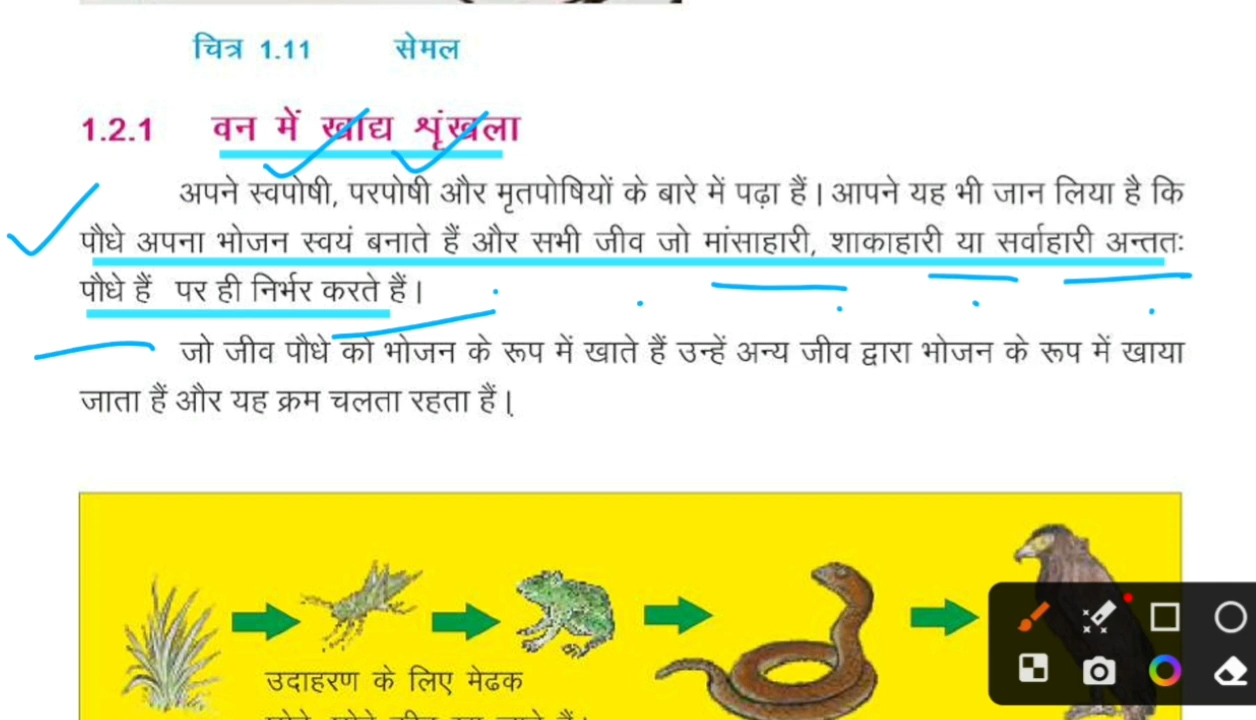 चित्र 1.11 सेमल
1.2.1 वन में खाद्य शृंखला
अपने स्वपोषी, परपोषी और मृतपोषियों के बारे में पढ़ा हैं। आपने यह भी जान लिया है कि
पौधे अपना भोजन स्वयं बनाते हैं और सभी जीव जो मांसाहारी, शाकाहारी या सर्वाहारी अन्ततः
पौधे हैं पर ही निर्भर करते हैं।
जो जीव पौधे को भोजन के रूप में खाते हैं उन्हें अन्य जीव द्वारा भोजन के रूप में खाया
जाता हैं और यह क्रम चलता रहता हैं।
उदाहरण के लिए मेढक